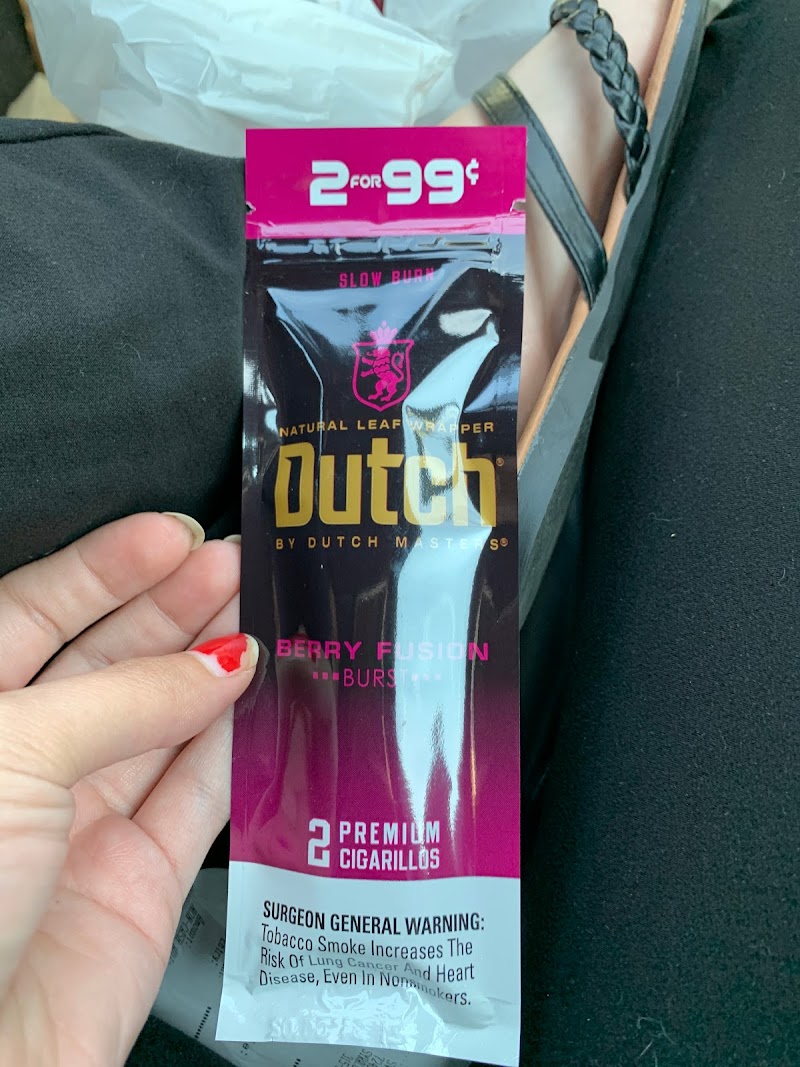 2 FOR 99¢
SLOW BURN
NATURAL LEAF WRAPPER
Dutch®
BY DUTCH MASTERS®
BERRY FUSION
BURST
2 PREMIUM
CIGARILLOS
SURGEON GENERAL WARNING:
Tobacco Smoke Increases The
Risk Of Lung Cancer And Heart
Disease, Even In Nonsmokers.